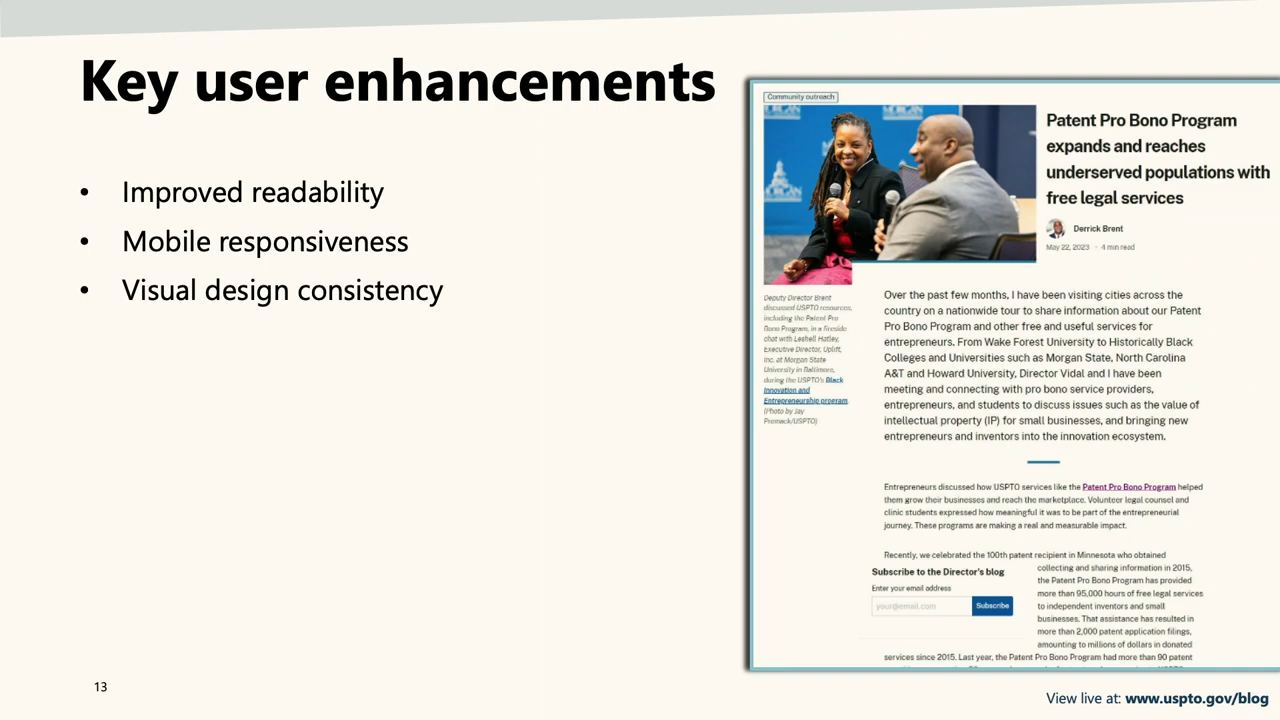 Key user enhancements
• Improved readability
• Mobile responsiveness
• Visual design consistency
13
Community outreach
MORGAN
Patent Pro Bono Program
expands and reaches
underserved populations with
free legal services
Derrick Brent
May 22, 2023 · 4 min read
Deputy Director Brent
discussed USPTO resources,
including the Patent Pro
Bono Program, in a fireside
chat with Leshell Hatley,
Executive Director, Uplift,
Inc. at Morgan State
University in Baltimore,
during the USPTO's Black
Innovation and
Entrepreneurship program.
(Photo by Jay
Premack/USPTO)
Over the past few months, I have been visiting cities across the
country on a nationwide tour to share information about our Patent
Pro Bono Program and other free and useful services for
entrepreneurs. From Wake Forest University to Historically Black
Colleges and Universities such as Morgan State, North Carolina
A&T and Howard University, Director Vidal and I have been
meeting and connecting with pro bono service providers,
entrepreneurs, and students to discuss issues such as the value of
intellectual property (IP) for small businesses, and bringing new
entrepreneurs and inventors into the innovation ecosystem.
Entrepreneurs discussed how USPTO services like the Patent Pro Bono Program helped
them grow their businesses and reach the marketplace. Volunteer legal counsel and
clinic students expressed how meaningful it was to be part of the entrepreneurial
journey. These programs are making a real and measurable impact.
Recently, we celebrated the 100th patent recipient in Minnesota who obtained
Subscribe to the Director's blog
Enter your email address
your@email.com
Subscribe
collecting and sharing information in 2015,
the Patent Pro Bono Program has provided
more than 95,000 hours of free legal services
to independent inventors and small
businesses. That assistance has resulted in
more than 2,000 patent application filings,
amounting to millions of dollars in donated
services since 2015. Last year, the Patent Pro Bono Program had more than 90 patent
View live at: www.uspto.gov/blog